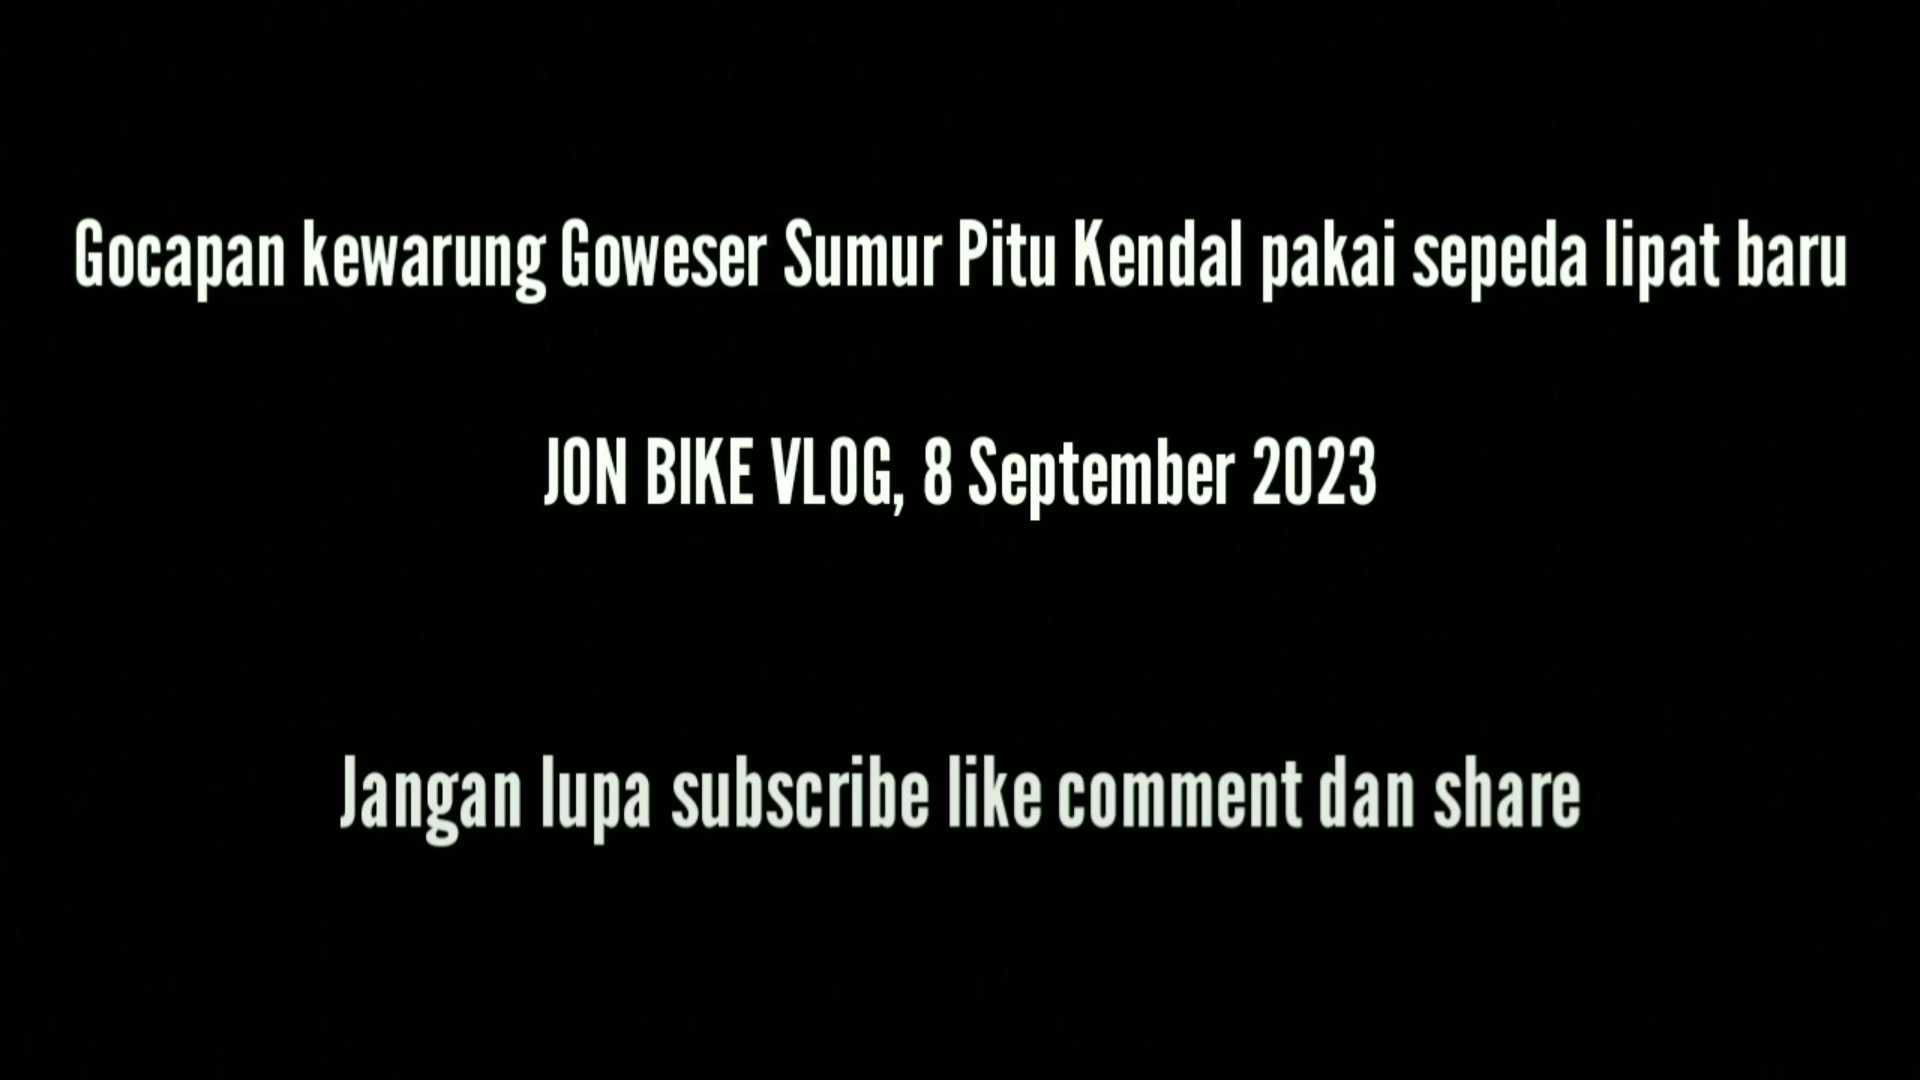 Gocapan kewarung Goweser Sumur Pitu Kendal pakai sepeda lipat baru
JON BIKE VLOG, 8 September 2023
Jangan lupa subscribe like comment dan share